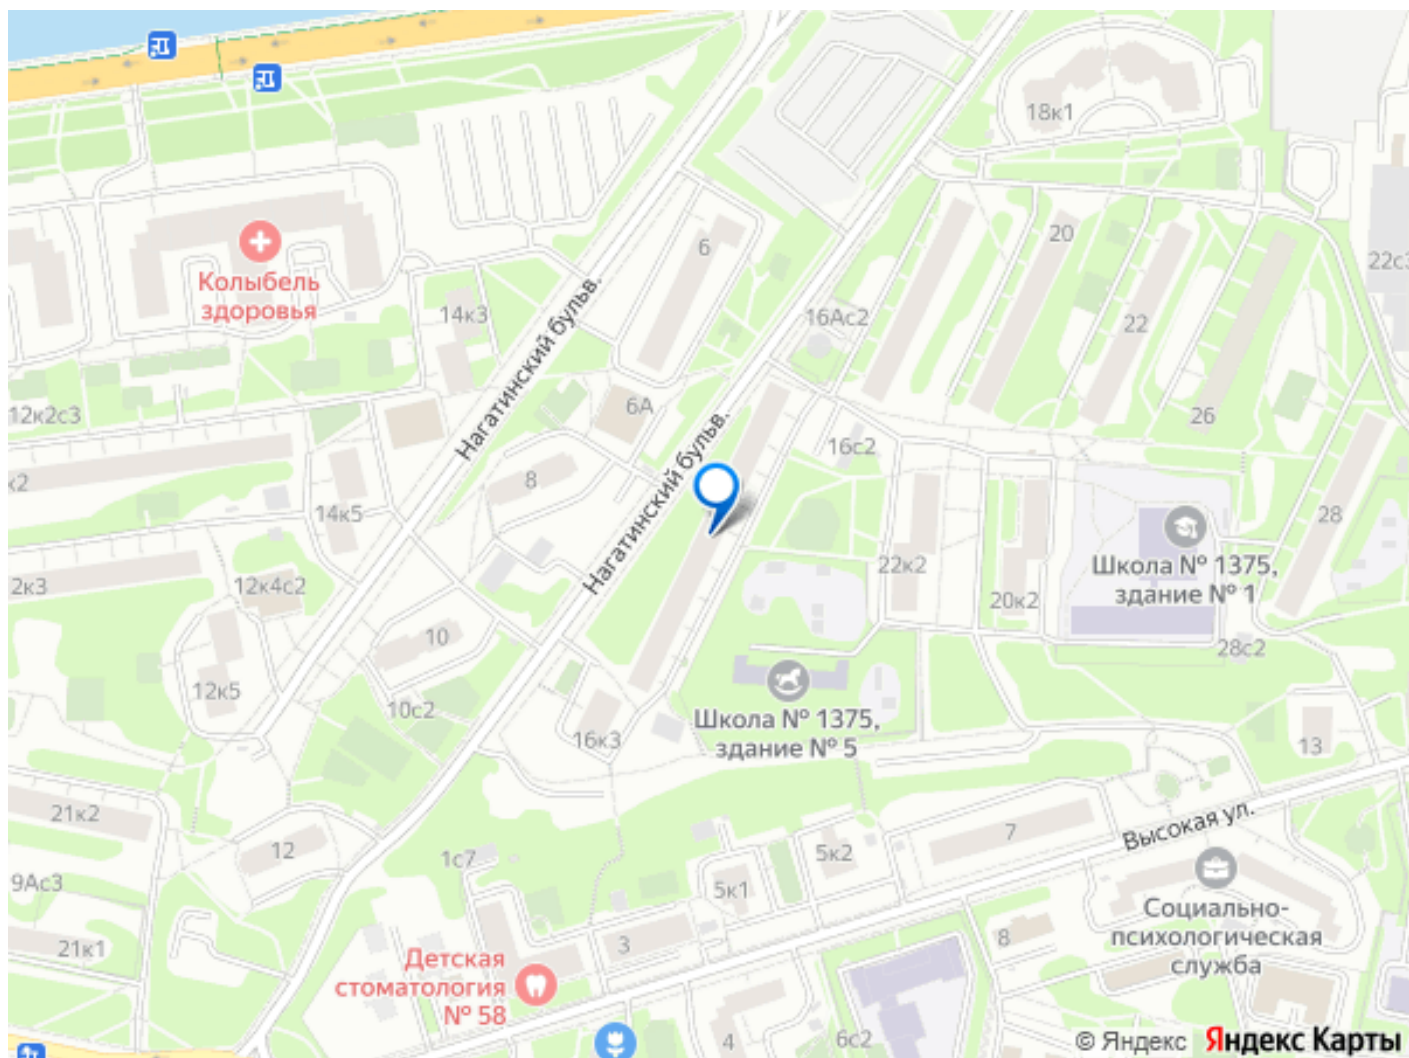 18к1
Колыбель
здоровья
14к3
Нагатинский бульв.
6
20
22с3
16Ас2
22
12к2с3
6А
Нагатинский бульв.
26
16с2
к2
8
14к5
28
Школа № 1375,
здание № 1
2к3
12к4с2
22к2
20к2
10
28с2
12к5
10с2
Школа № 1375,
здание № 5
16к3
13
21к2
Высокая ул.
7
12
1с7
5к2
9Ас3
5к1
Социально-
психологическая
служба
21к1
3
8
Детская
стоматология
№ 58
4
6с2
© Яндекс Яндекс Карты